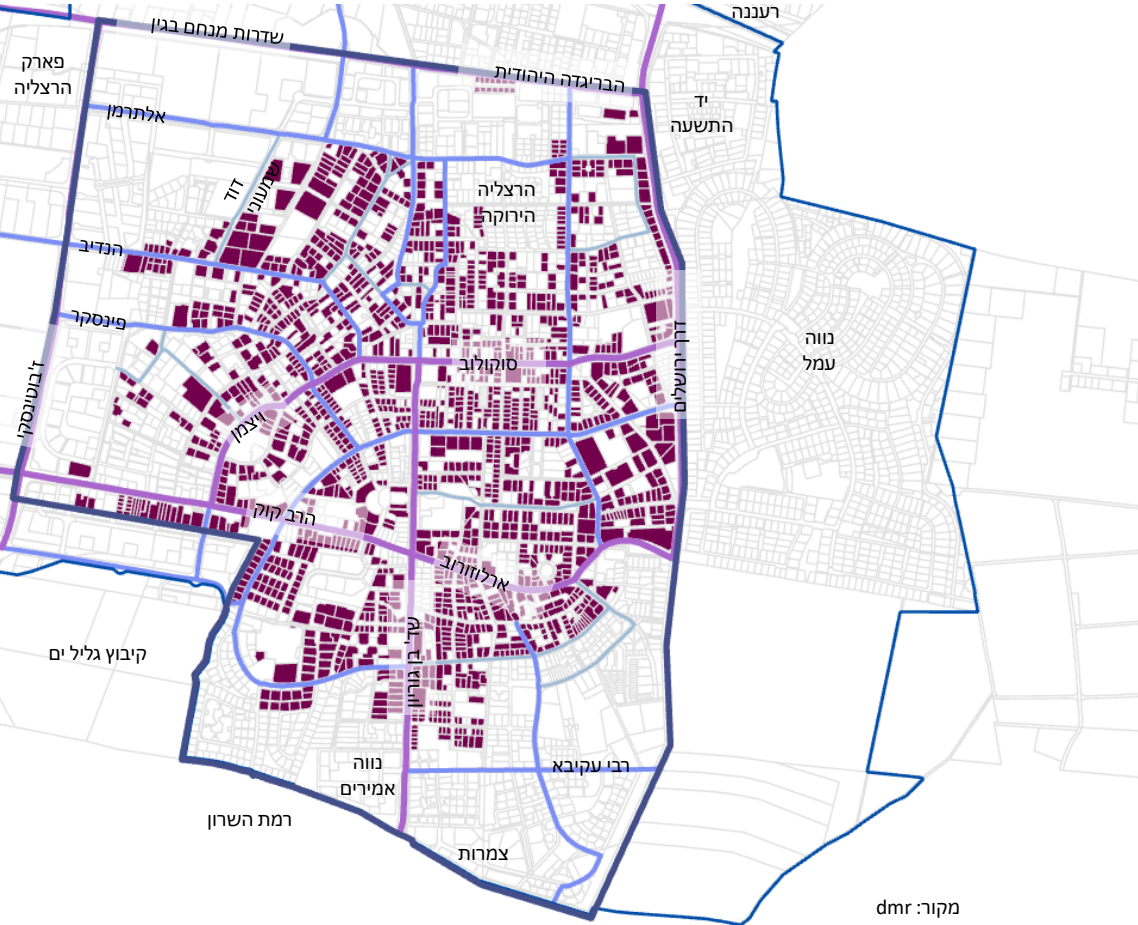 רעננה
שדרות מנחם בגין
פארק
הרצליה
הבריגדה היהודית
יד
התשעה
אלתרמן
דוד
שמעוני
הרצליה
הירוקה
הנדיב
פינסקר
דרך ירושלים
נווה
עמל
סוקולוב
ז'בוטינסקי
ויצמן
הרב קוק
ארלוזורוב
שד' בן גוריון
קיבוץ גליל ים
נווה
אמירים
רבי עקיבא
רמת השרון
צמרות
מקור: dmr